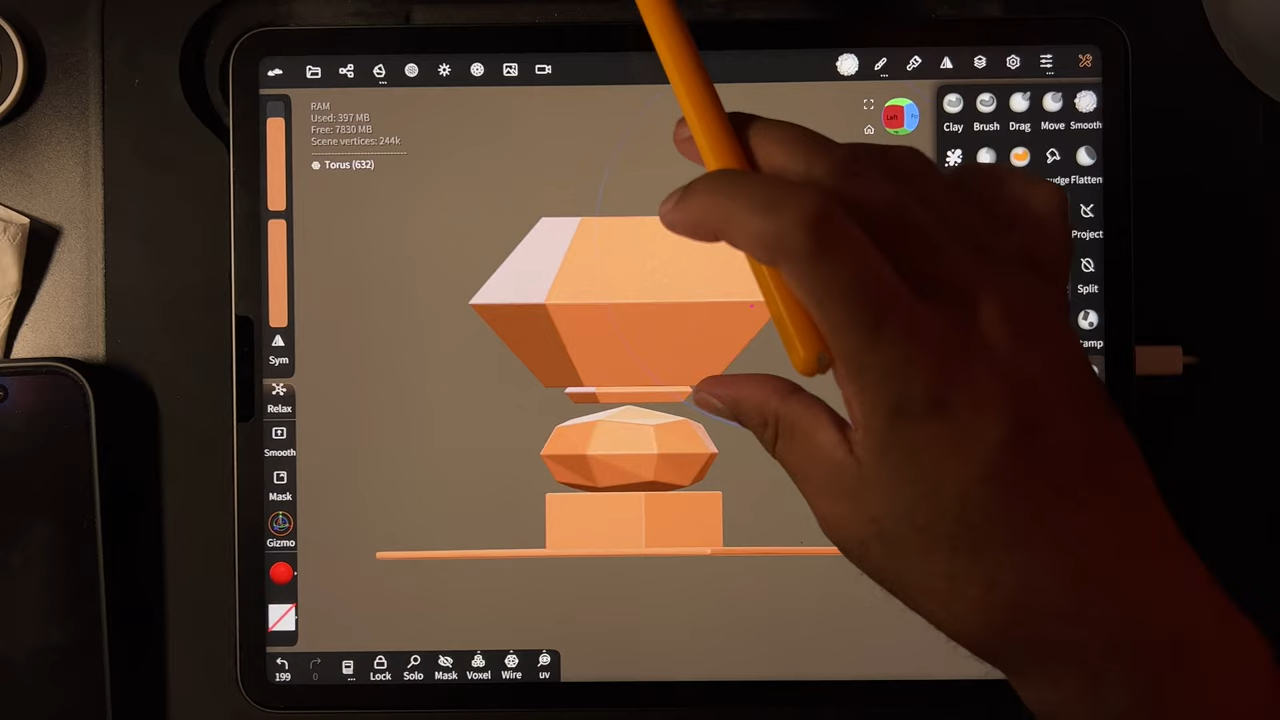 RAM
Used: 397 MB
Free: 7830 MB
Scene vertices: 244k
Torus (632)
Left
Clay
Brush
Drag
Move
Smooth
Flatten
Project
Split
Sym
Relax
Smooth
Mask
Gizmo
199
0
Lock
Solo
Mask
Voxel
Wire
uv